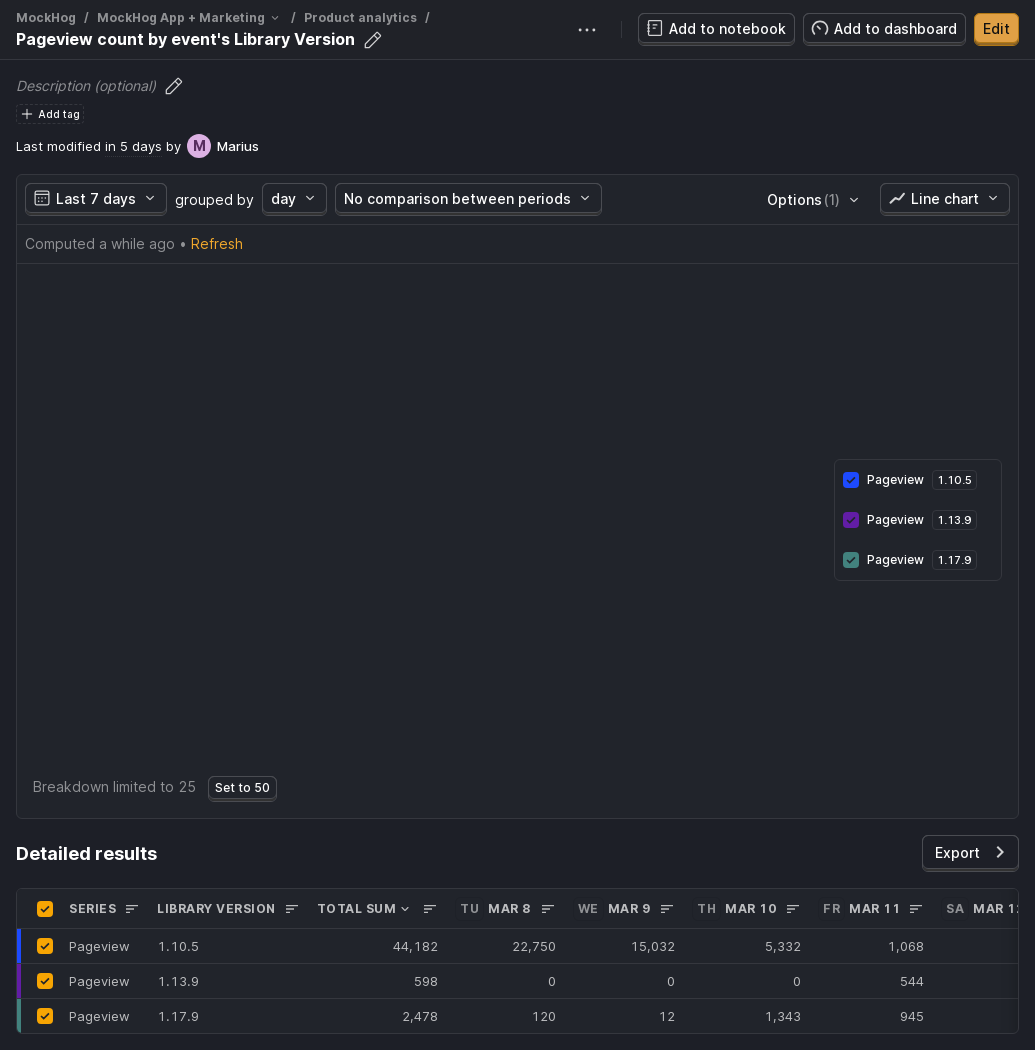 MockHog / MockHog App + Marketing / Product analytics /
Pageview count by event's Library Version
Add to notebook
Add to dashboard
Edit
Description (optional)
Add tag
Last modified in 5 days by M Marius
Last 7 days grouped by day No comparison between periods Options (1) Line chart
Computed a while ago • Refresh
Pageview 1.10.5
Pageview 1.13.9
Pageview 1.17.9
Breakdown limited to 25 Set to 50
Detailed results Export
SERIES LIBRARY VERSION TOTAL SUM TU MAR 8 WE MAR 9 TH MAR 10 FR MAR 11 SA MAR
Pageview 1.10.5 44,182 22,750 15,032 5,332 1,068
Pageview 1.13.9 598 0 0 0 544
Pageview 1.17.9 2,478 120 12 1,343 945